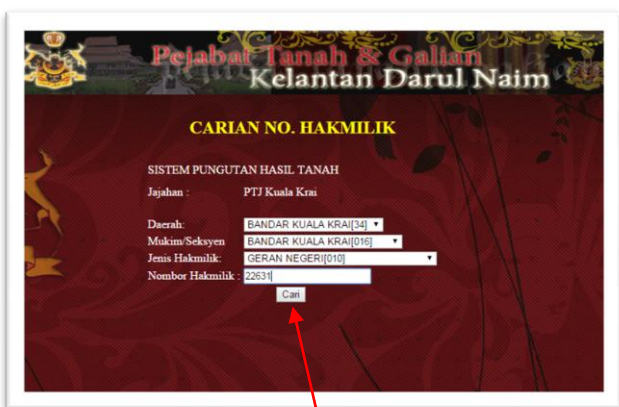 Pejabat Tanah & Galian
Kelantan Darul Naim
CARIAN NO. HAKMILIK
SISTEM PUNGUTAN HASIL TANAH
Jajahan : PTJ Kuala Krai
Daerah: BANDAR KUALA KRAI[34]
Mukim/Seksyen BANDAR KUALA KRAI[016]
Jenis Hakmilik: GERAN NEGERI[010]
Nombor Hakmilik : 22631
Cari